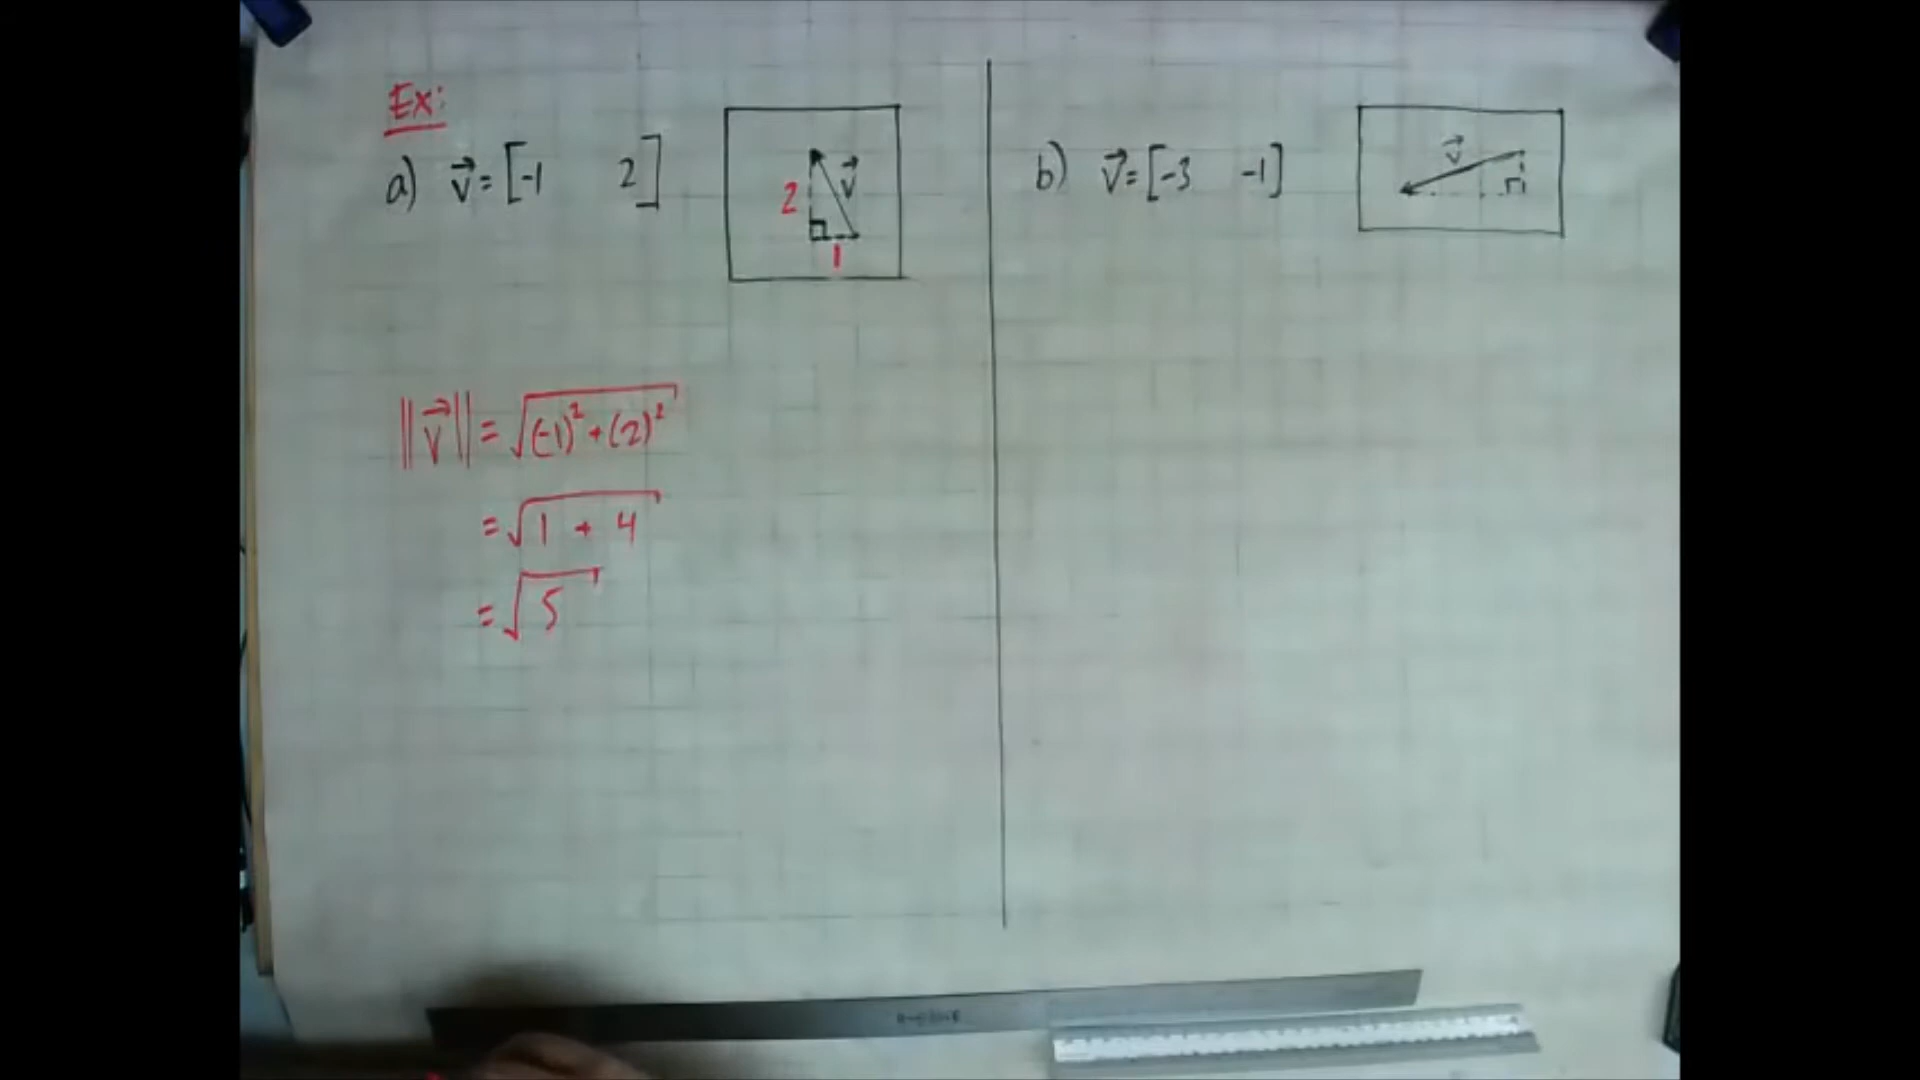 Ex:
a) v⃗ = [-1 2]
v⃗
2
1
||v⃗|| = √((-1)² + (2)²)
= √(1 + 4)
= √5
b) v⃗ = [-3 -1]
v⃗